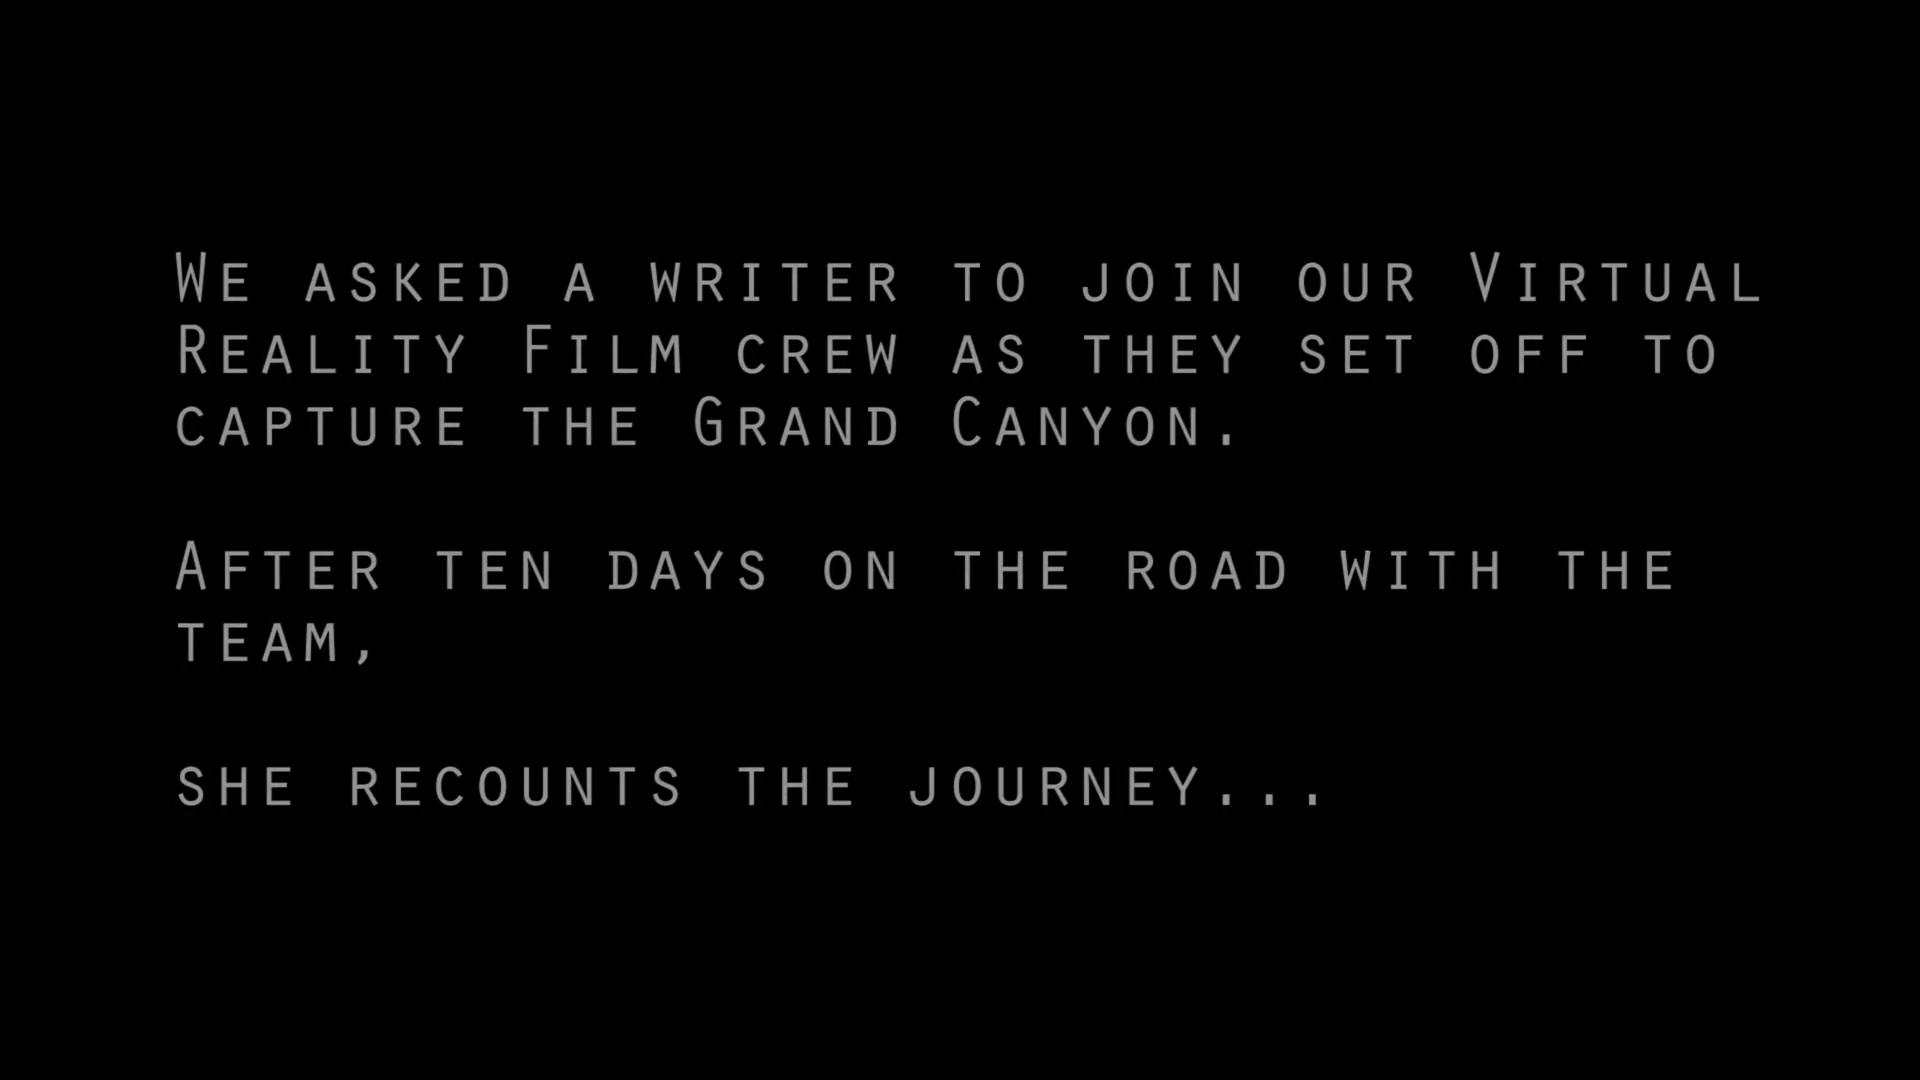 We asked a writer to join our Virtual
Reality Film crew as they set off to
capture the Grand Canyon.
After ten days on the road with the
team,
she recounts the journey...